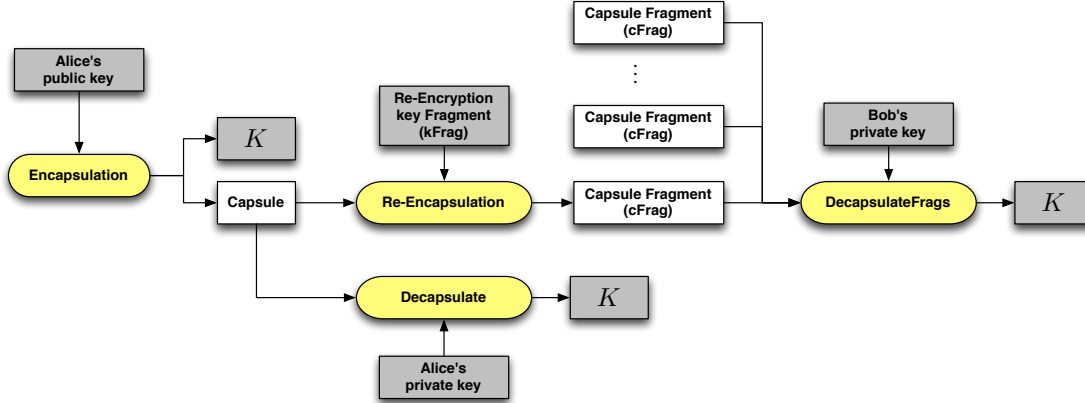 Capsule Fragment
(cFrag)
Alice's
public key
⋮
Re-Encryption
key Fragment
(kFrag)
Capsule Fragment
(cFrag)
Bob's
private key
K
Encapsulation
Capsule
Re-Encapsulation
Capsule Fragment
(cFrag)
DecapsulateFrags
K
Decapsulate
K
Alice's
private key